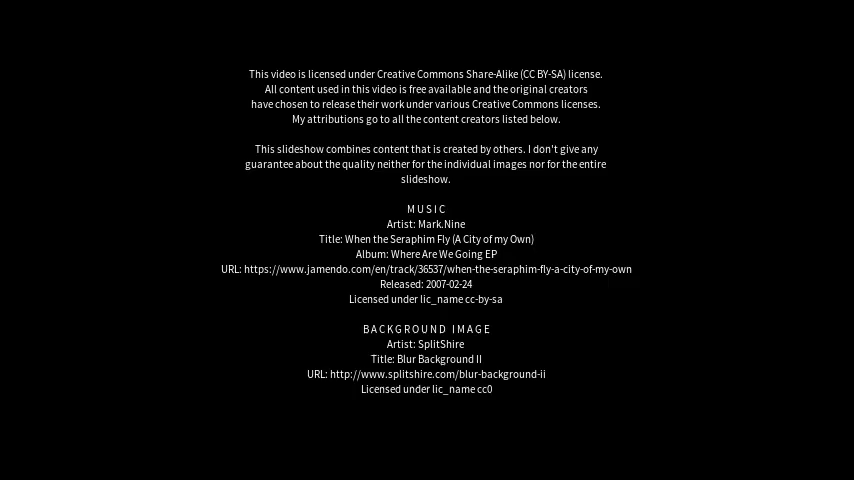 This video is licensed under Creative Commons Share-Alike (CC BY-SA) license.
All content used in this video is free available and the original creators
have chosen to release their work under various Creative Commons licenses.
My attributions go to all the content creators listed below.
This slideshow combines content that is created by others. I don't give any
guarantee about the quality neither for the individual images nor for the entire
slideshow.
MUSIC
Artist: Mark.Nine
Title: When the Seraphim Fly (A City of my Own)
Album: Where Are We Going EP
URL: https://www.jamendo.com/en/track/36537/when-the-seraphim-fly-a-city-of-my-own
Released: 2007-02-24
Licensed under lic_name cc-by-sa
BACKGROUND IMAGE
Artist: SplitShire
Title: Blur Background II
URL: http://www.splitshire.com/blur-background-ii
Licensed under lic_name cc0